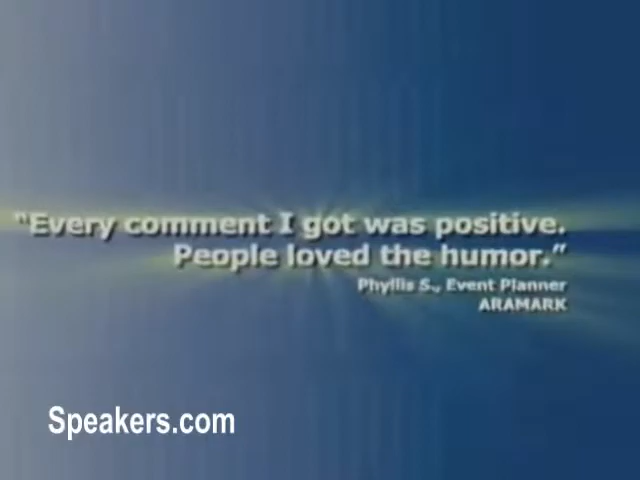 "Every comment I got was positive.
People loved the humor."
Phyllis S., Event Planner
ARAMARK
Speakers.com